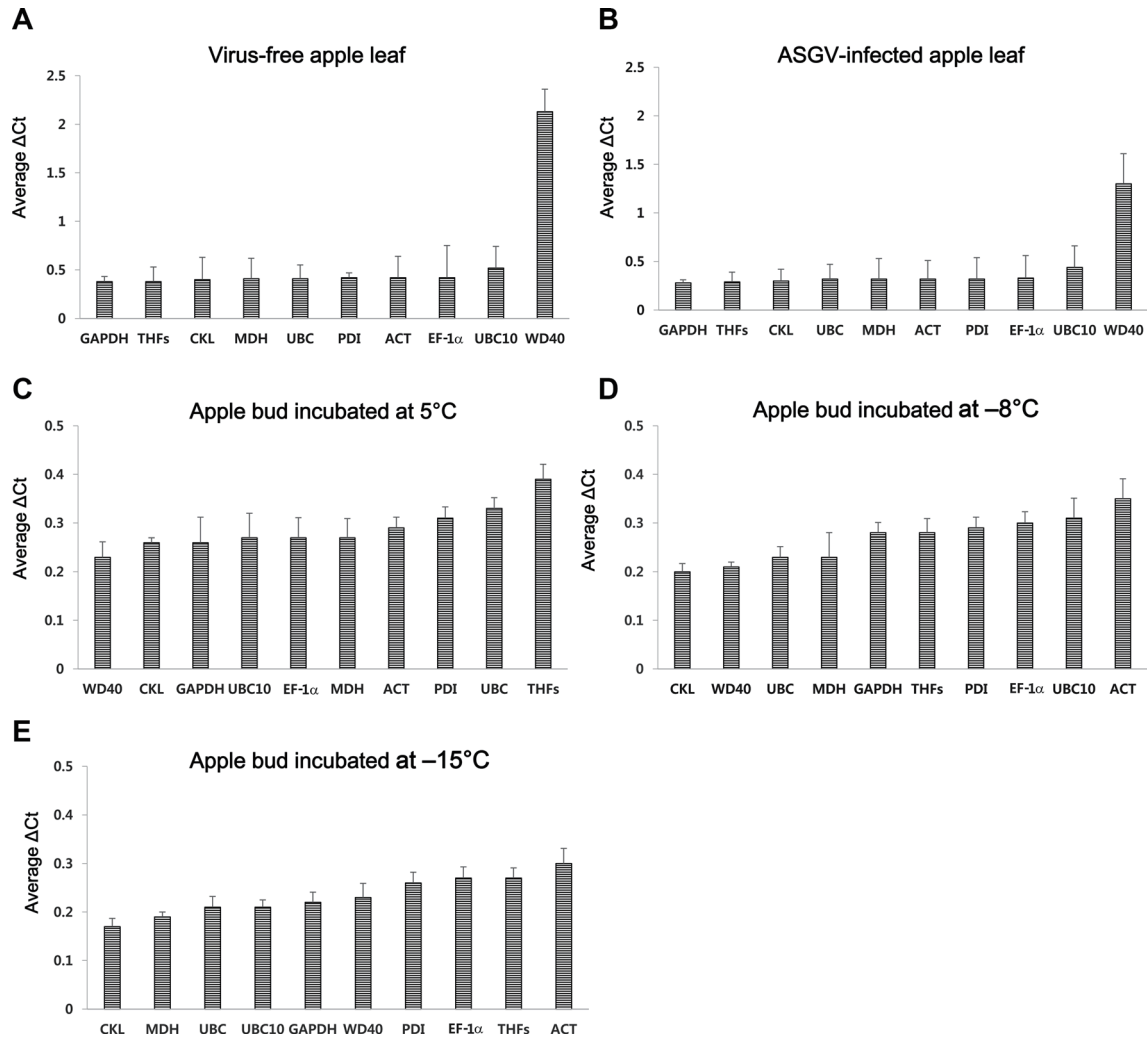 A
Virus-free apple leaf
Average ΔCt
2.5
2
1.5
1
0.5
0
GAPDH THFs CKL MDH UBC PDI ACT EF-1α UBC10 WD40
B
ASGV-infected apple leaf
Average ΔCt
2.5
2
1.5
1
0.5
0
GAPDH THFs CKL UBC MDH ACT PDI EF-1α UBC10 WD40
C
Apple bud incubated at 5°C
Average ΔCt
0.5
0.4
0.3
0.2
0.1
0
WD40 CKL GAPDH UBC10 EF-1α MDH ACT PDI UBC THFs
D
Apple bud incubated at –8°C
Average ΔCt
0.5
0.4
0.3
0.2
0.1
0
CKL WD40 UBC MDH GAPDH THFs PDI EF-1α UBC10 ACT
E
Apple bud incubated at –15°C
Average ΔCt
0.5
0.4
0.3
0.2
0.1
0
CKL MDH UBC UBC10 GAPDH WD40 PDI EF-1α THFs ACT